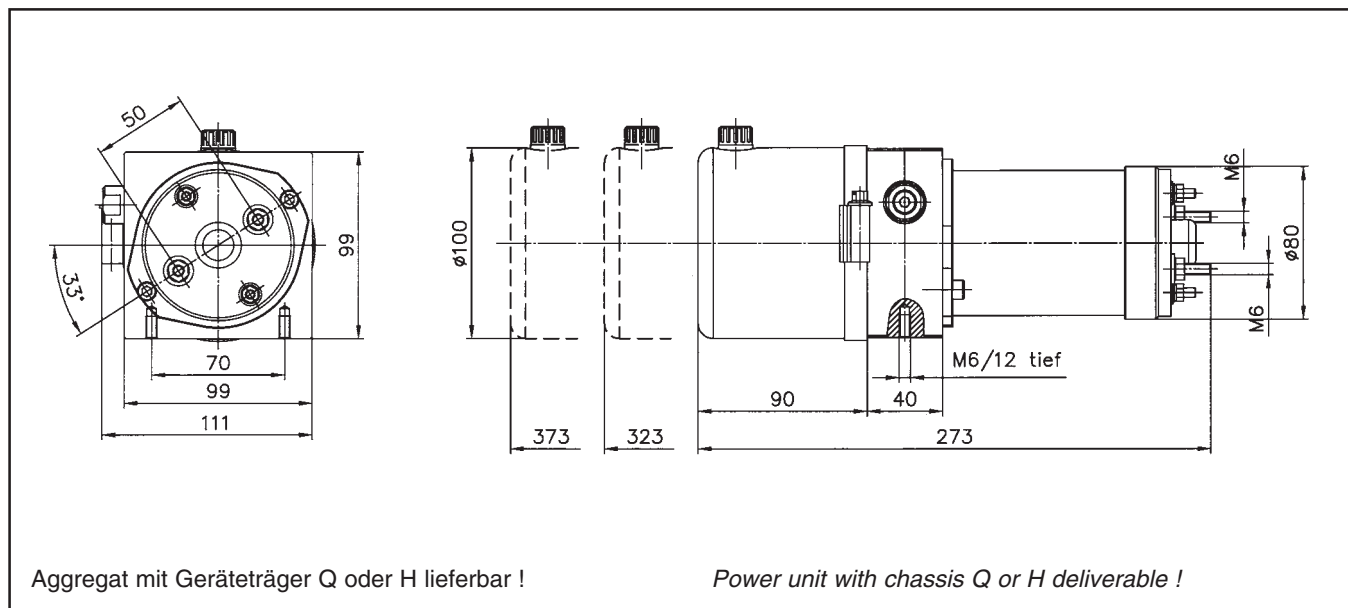 50
99
33°
70
99
111
ø100
M6
ø80
M6
M6/12 tief
90
40
373
323
273
Aggregat mit Geräteträger Q oder H lieferbar !
Power unit with chassis Q or H deliverable !